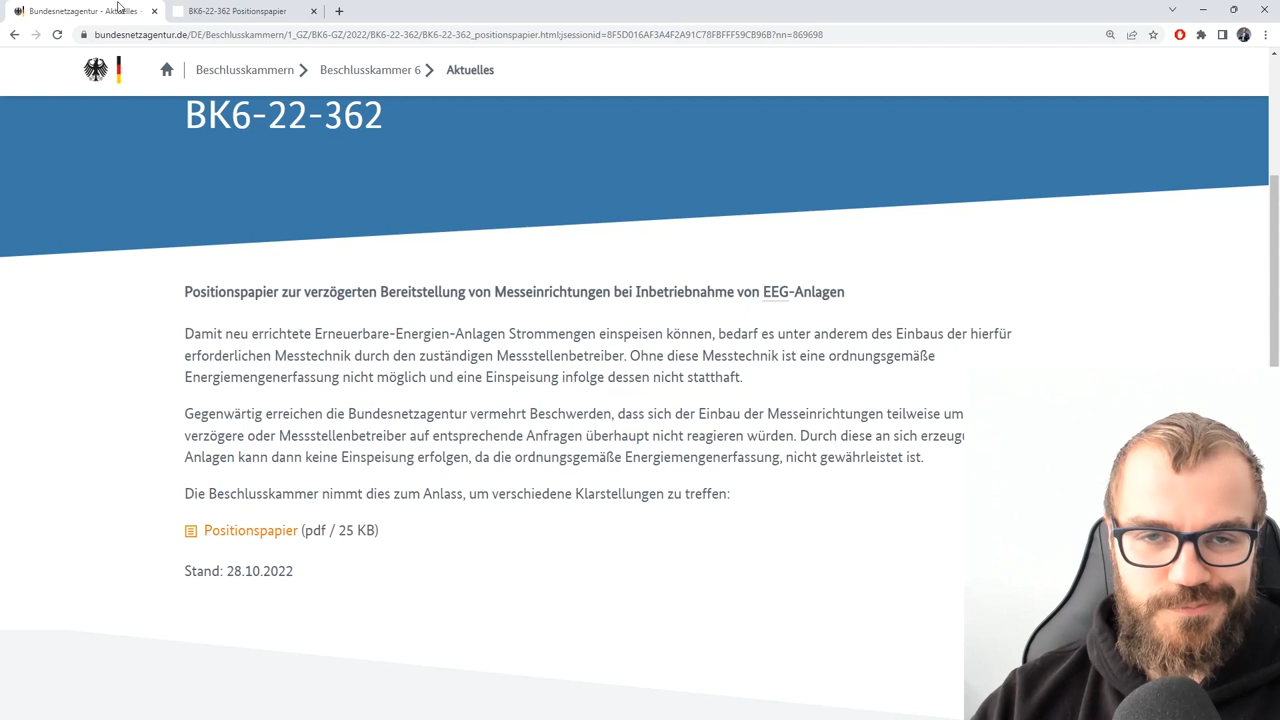 Bundesnetzagentur - Aktuelles -
BK6-22-362 Positionspapier
bundesnetzagentur.de/DE/Beschlusskammern/1_GZ/BK6-GZ/2022/BK6-22-362/BK6-22-362_positionspapier.html;jsessionid=8F5D016AF3A4F2A91C78FBFFF59CB96B?nn=869698
Beschlusskammern
Beschlusskammer 6
Aktuelles
BK6-22-362
Positionspapier zur verzögerten Bereitstellung von Messeinrichtungen bei Inbetriebnahme von EEG-Anlagen
Damit neu errichtete Erneuerbare-Energien-Anlagen Strommengen einspeisen können, bedarf es unter anderem des Einbaus der hierfür
erforderlichen Messtechnik durch den zuständigen Messstellenbetreiber. Ohne diese Messtechnik ist eine ordnungsgemäße
Energiemengenerfassung nicht möglich und eine Einspeisung infolge dessen nicht statthaft.
Gegenwärtig erreichen die Bundesnetzagentur vermehrt Beschwerden, dass sich der Einbau der Messeinrichtungen teilweise um
verzögere oder Messstellenbetreiber auf entsprechende Anfragen überhaupt nicht reagieren würden. Durch diese an sich
Anlagen kann dann keine Einspeisung erfolgen, da die ordnungsgemäße Energiemengenerfassung, nicht gewährleistet ist.
Die Beschlusskammer nimmt dies zum Anlass, um verschiedene Klarstellungen zu treffen:
Positionspapier (pdf / 25 KB)
Stand: 28.10.2022